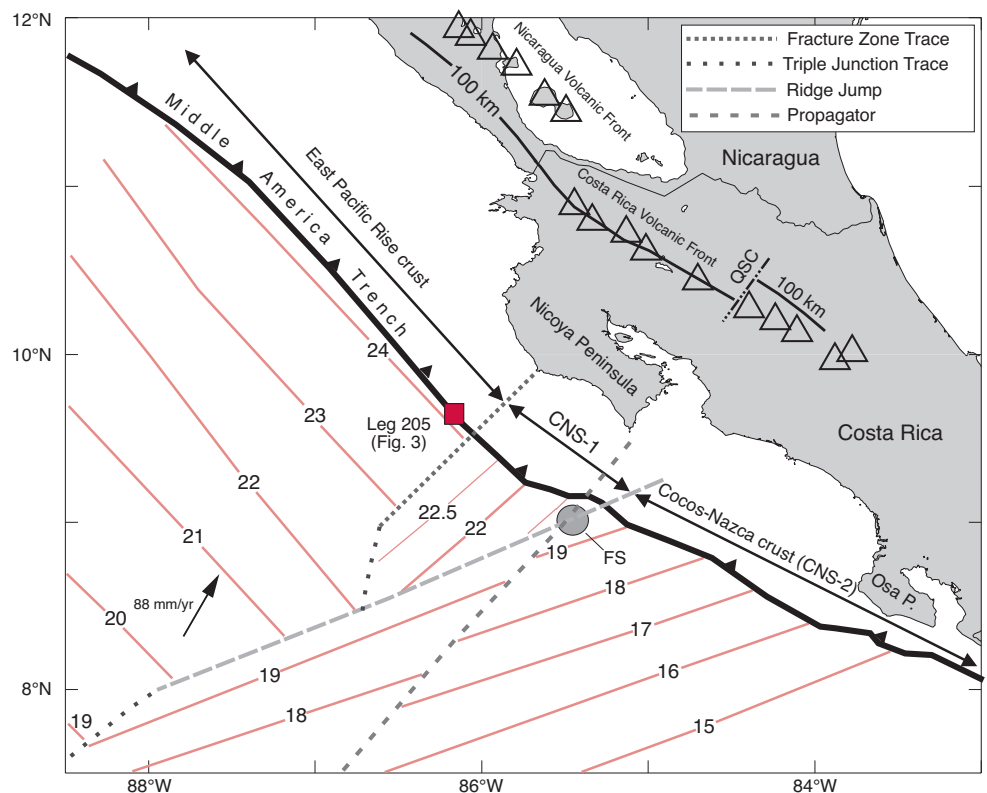 12°N
10°N
8°N
88°W
86°W
84°W
Fracture Zone Trace
Triple Junction Trace
Ridge Jump
Propagator
Nicaragua Volcanic Front
100 km
Nicaragua
Middle America Trench
East Pacific Rise crust
Costa Rica Volcanic Front
QSC
100 km
Nicoya Peninsula
Costa Rica
24
23
Leg 205
(Fig. 3)
CNS-1
22
22.5
22
21
Cocos-Nazca crust (CNS-2)
FS
19
Osa P.
88 mm/yr
20
18
17
16
19
18
19
15